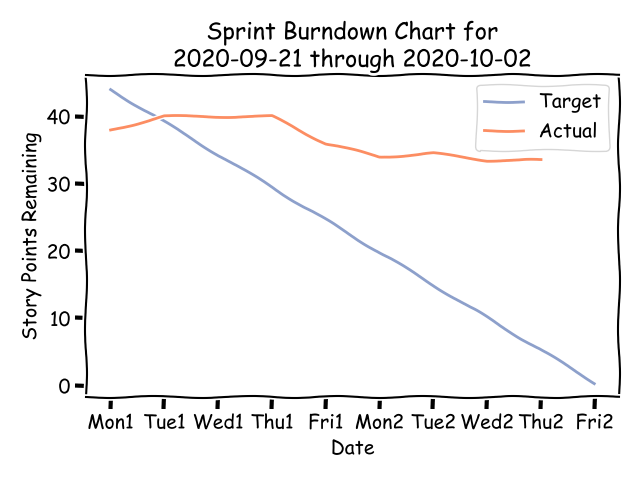 Sprint Burndown Chart for
2020-09-21 through 2020-10-02
Target
Actual
Story Points Remaining
40
30
20
10
0
Mon1 Tue1 Wed1 Thu1 Fri1 Mon2 Tue2 Wed2 Thu2 Fri2
Date